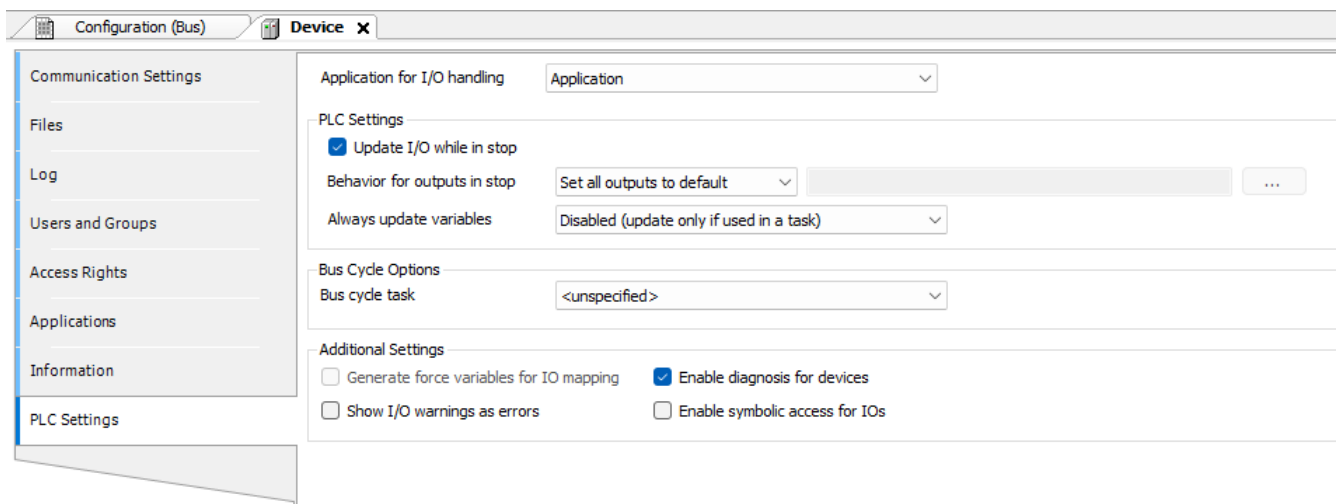 Configuration (Bus) Device
Communication Settings
Files
Log
Users and Groups
Access Rights
Applications
Information
PLC Settings
Application for I/O handling Application
PLC Settings
Update I/O while in stop
Behavior for outputs in stop Set all outputs to default ...
Always update variables Disabled (update only if used in a task)
Bus Cycle Options
Bus cycle task <unspecified>
Additional Settings
Generate force variables for IO mapping Enable diagnosis for devices
Show I/O warnings as errors Enable symbolic access for IOs